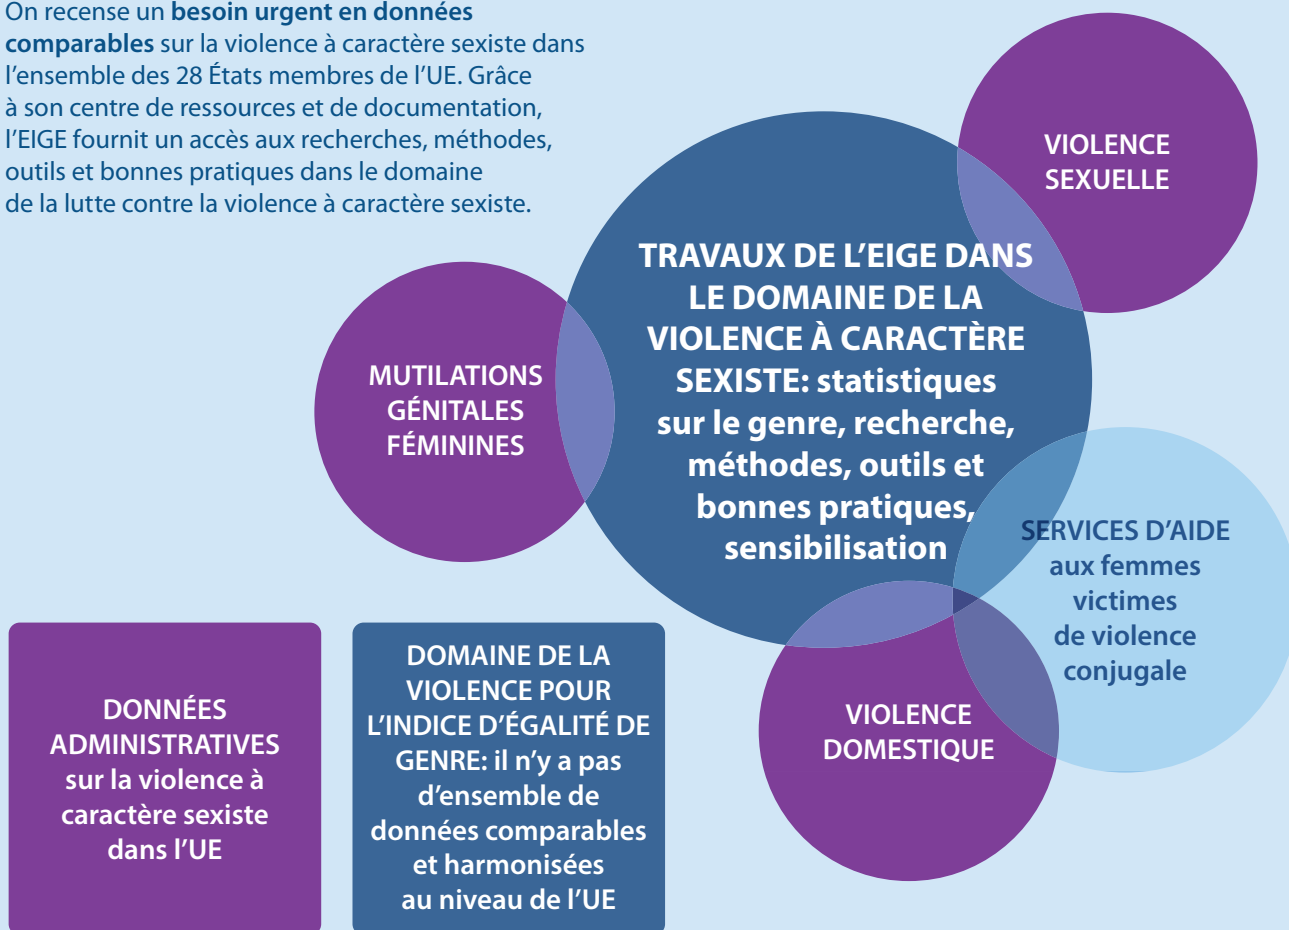 On recense un besoin urgent en données
comparables sur la violence à caractère sexiste dans
l'ensemble des 28 États membres de l'UE. Grâce
à son centre de ressources et de documentation,
l'EIGE fournit un accès aux recherches, méthodes,
outils et bonnes pratiques dans le domaine
de la lutte contre la violence à caractère sexiste.
VIOLENCE
SEXUELLE
TRAVAUX DE L'EIGE DANS
LE DOMAINE DE LA
VIOLENCE À CARACTÈRE
SEXISTE: statistiques
sur le genre, recherche,
méthodes, outils et
bonnes pratiques,
sensibilisation
MUTILATIONS
GÉNITALES
FÉMININES
SERVICES D'AIDE
aux femmes
victimes
de violence
conjugale
VIOLENCE
DOMESTIQUE
DONNÉES
ADMINISTRATIVES
sur la violence à
caractère sexiste
dans l'UE
DOMAINE DE LA
VIOLENCE POUR
L'INDICE D'ÉGALITÉ DE
GENRE: il n'y a pas
d'ensemble de
données comparables
et harmonisées
au niveau de l'UE